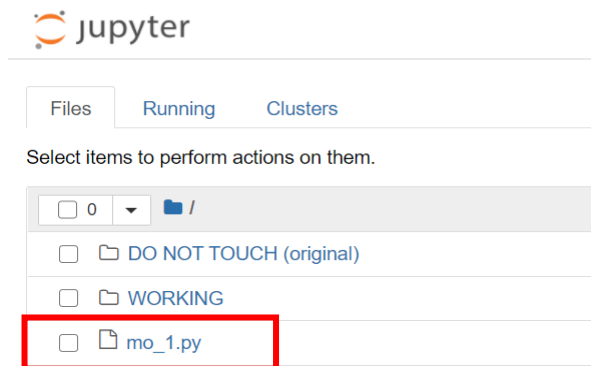 jupyter
Files Running Clusters
Select items to perform actions on them.
0 /
DO NOT TOUCH (original)
WORKING
mo_1.py